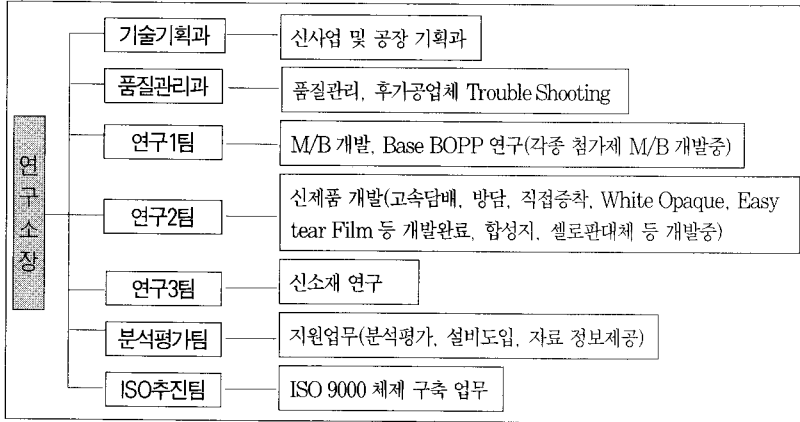 연구소장
기술기획과
신사업 및 공장 기획과
품질관리과
품질관리, 후가공업체 Trouble Shooting
연구1팀
M/B 개발, Base BOPP 연구(각종 첨가제 M/B 개발중)
연구2팀
신제품 개발(고속담배, 방담, 직접증착, White Opaque, Easy
tear Film 등 개발완료, 합성지, 셀로판대체 등 개발중)
연구3팀
신소재 연구
분석평가팀
지원업무(분석평가, 설비도입, 자료 정보제공)
ISO추진팀
ISO 9000 체제 구축 업무